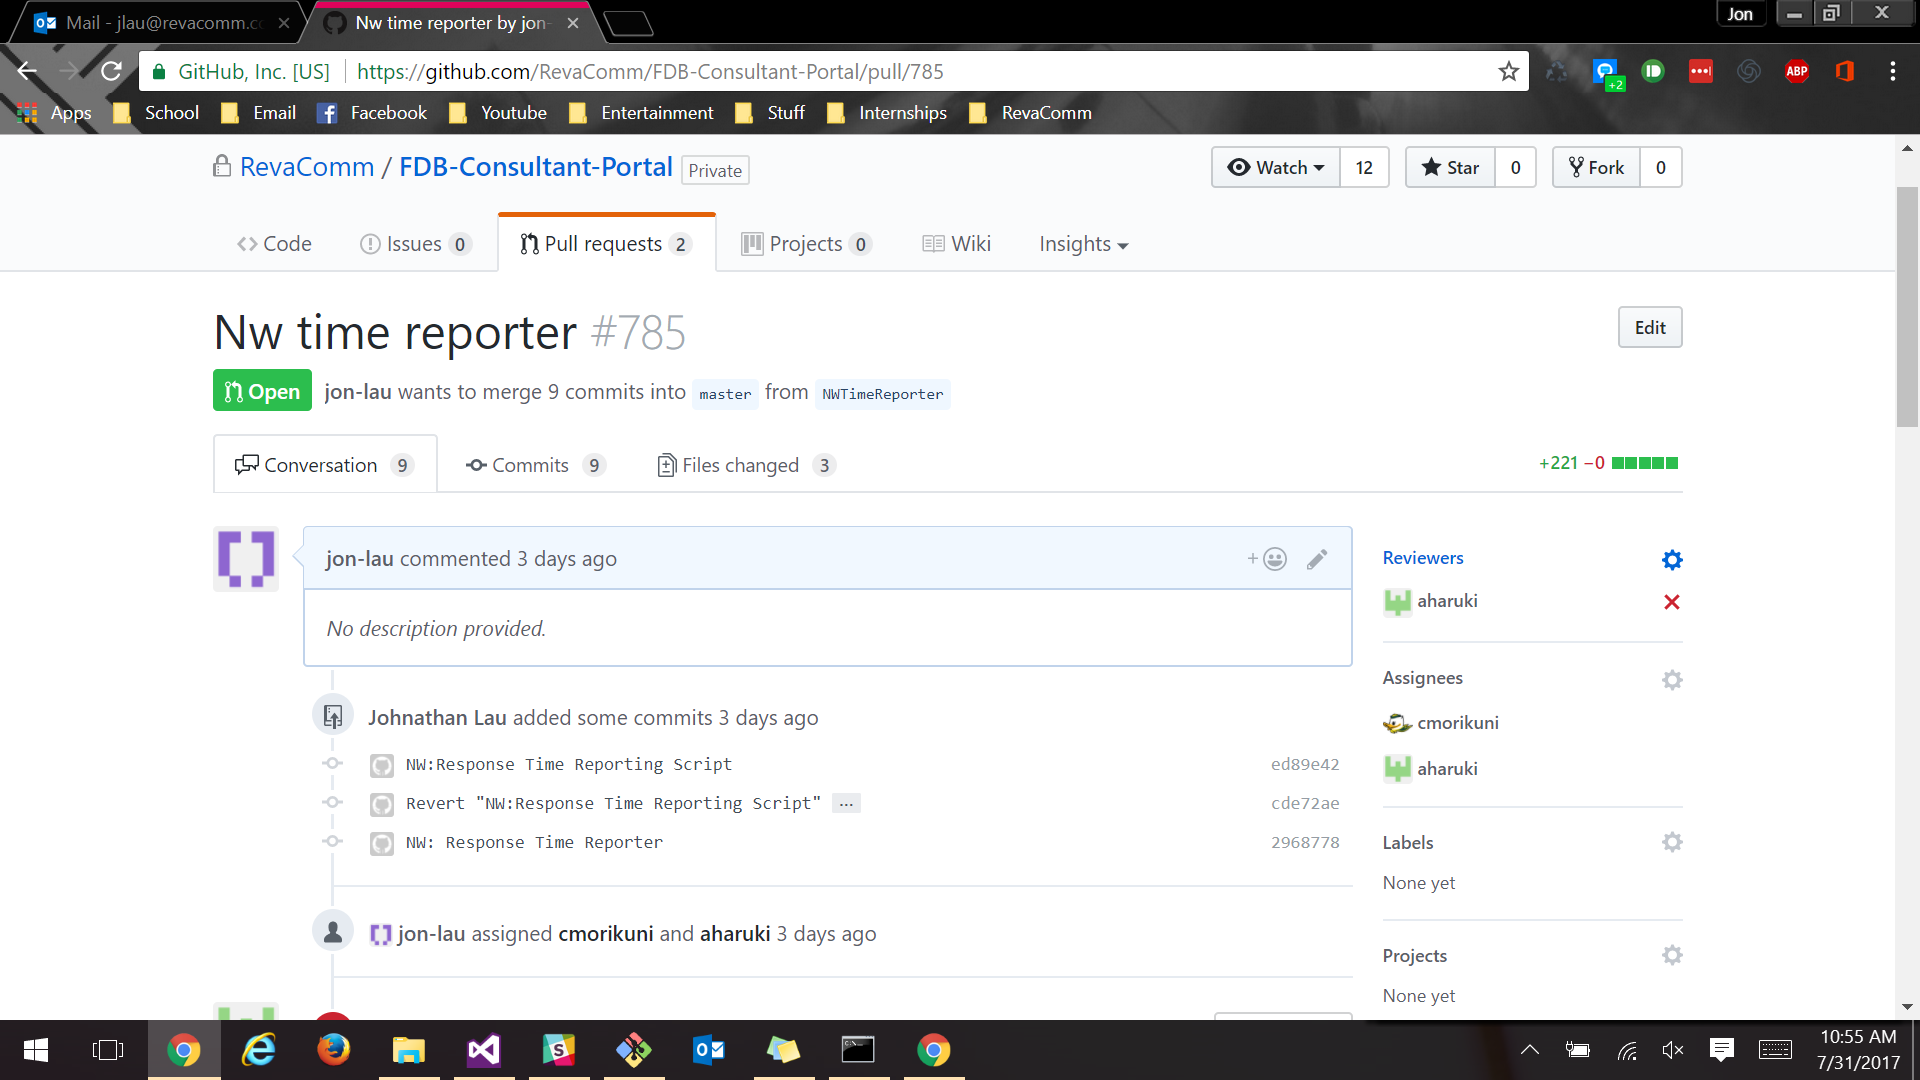 Mail - jlau@revacomm.c
Nw time reporter by jon-
Jon
GitHub, Inc. [US]
https://github.com/RevaComm/FDB-Consultant-Portal/pull/785
+2
ABP
Apps
School
Email
Facebook
Youtube
Entertainment
Stuff
Internships
RevaComm
RevaComm / FDB-Consultant-Portal Private
Watch 12
Star 0
Fork 0
Code
Issues 0
Pull requests 2
Projects 0
Wiki
Insights
Nw time reporter #785
Edit
Open
jon-lau wants to merge 9 commits into master from NWTimeReporter
Conversation 9
Commits 9
Files changed 3
+221 −0
jon-lau commented 3 days ago
No description provided.
Reviewers
aharuki
Assignees
cmorikuni
aharuki
Labels
None yet
Projects
None yet
Johnathan Lau added some commits 3 days ago
NW:Response Time Reporting Script ed89e42
Revert "NW:Response Time Reporting Script" … cde72ae
NW: Response Time Reporter 2968778
jon-lau assigned cmorikuni and aharuki 3 days ago
10:55 AM
7/31/2017